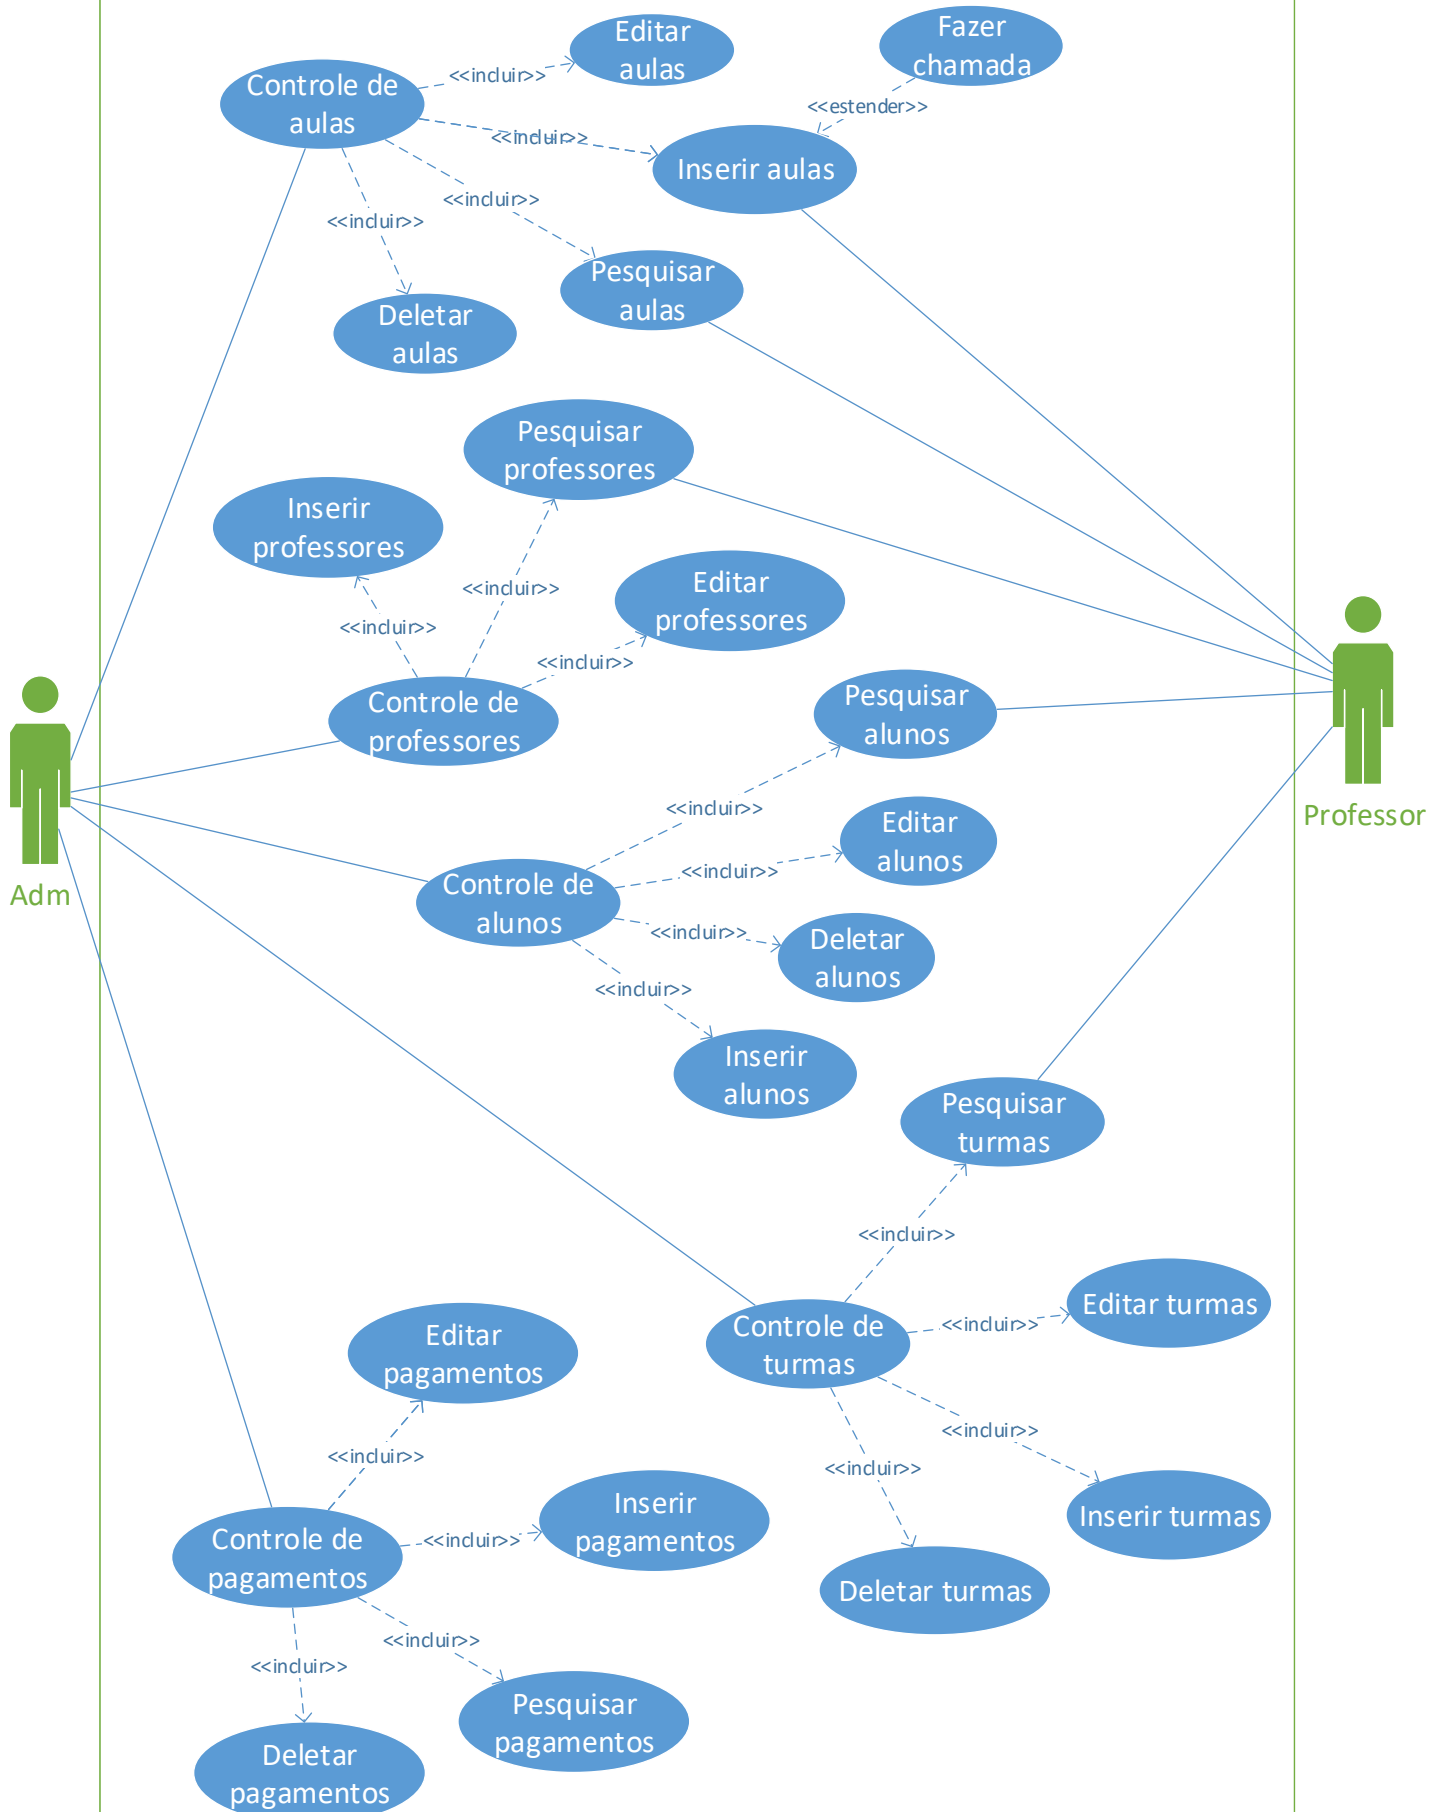 Editar
aulas
Fazer
chamada
<<incluir>>
Controle de
aulas
<<estender>>
<<incluir>>
Inserir aulas
<<incluir>>
<<incluir>>
Pesquisar
aulas
Deletar
aulas
Pesquisar
professores
Inserir
professores
<<incluir>>
Editar
professores
<<incluir>>
<<incluir>>
Controle de
professores
Pesquisar
alunos
<<incluir>>
Professor
Editar
alunos
<<incluir>>
Controle de
alunos
Adm
<<incluir>>
Deletar
alunos
<<incluir>>
Inserir
alunos
Pesquisar
turmas
<<incluir>>
Editar turmas
<<incluir>>
Controle de
turmas
Editar
pagamentos
<<incluir>>
<<incluir>>
<<incluir>>
Inserir
pagamentos
Inserir turmas
<<incluir>>
Controle de
pagamentos
Deletar turmas
<<incluir>>
<<incluir>>
Pesquisar
pagamentos
Deletar
pagamentos